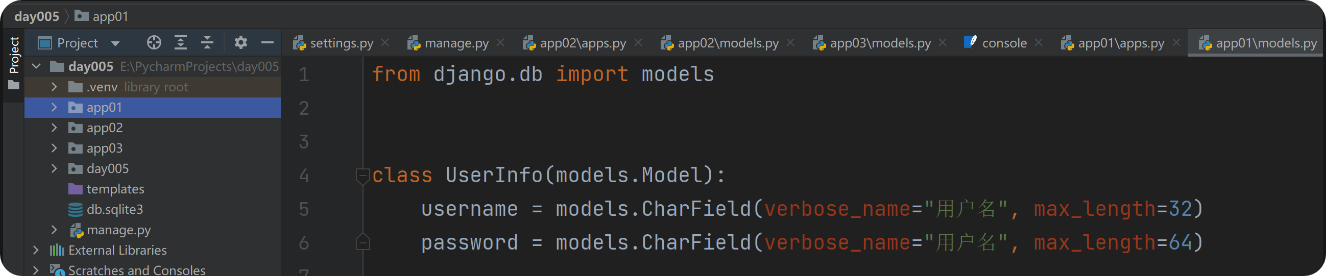 day005 > app01
Project
Project
settings.py × manage.py × app02\apps.py × app02\models.py × app03\models.py × console × app01\apps.py × app01\models.py
day005 E:\PycharmProjects\day005
.venv library root
app01
app02
app03
day005
templates
db.sqlite3
manage.py
External Libraries
Scratches and Consoles
1 from django.db import models
2
3
4 class UserInfo(models.Model):
5 username = models.CharField(verbose_name="用户名", max_length=32)
6 password = models.CharField(verbose_name="用户名", max_length=64)